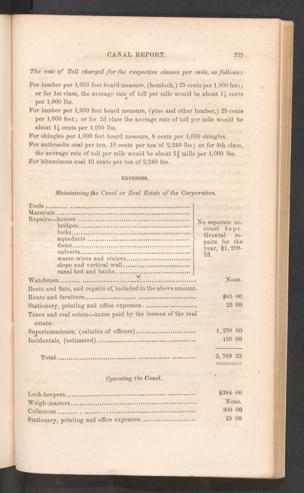 CANAL REPORT. 375
The rate of Toll charged for the respective classes per mile, as follows:
For lumber per 1,000 feet board measure, (hemlock,) 25 cents per 1,000 feet;
or for 1st class, the average rate of toll per mile would be about 1¼ cents
per 1,000 lbs.
For lumber per 1,000 feet board measure, (pine and other lumber,) 25 cents
per 1,000 feet; or for 2d class the average rate of toll per mile would be
about 1¼ cents per 1,000 lbs.
For shingles per 1,000 feet board measure, 8 cents per 1,000 shingles.
For anthracite coal per ton, 10 cents per ton of 2,240 lbs; or for 4th class,
the average rate of toll per mile would be about 2¾ mills per 1,000 lbs.
For bituminous coal 10 cents per ton of 2,240 lbs.
EXPENSES.
Maintaining the Canal or Real Estate of the Corporation.
Tools
Materials
Repairs—houses
bridges
locks
aqueducts
dams
culverts
waste-wiers and sluices
slope and vertical wall
canal bed and banks
No separate account kept. General repairs for the year, $1,299-23.
Watchmen None.
Boats and flats, and repairs of, included in the above amount.
Rents and furniture $65 00
Stationery, printing and office expenses 25 00
Taxes and real estate—taxes paid by the lessees of the real
estate.
Superintendence, (salaries of officers) 1,250 00
Incidentals, (estimated) 150 00
Total 3,789 23
Operating the Canal.
Lock-keepers $384 00
Weigh-masters None.
Collectors 300 00
Stationery, printing and office expenses 25 00